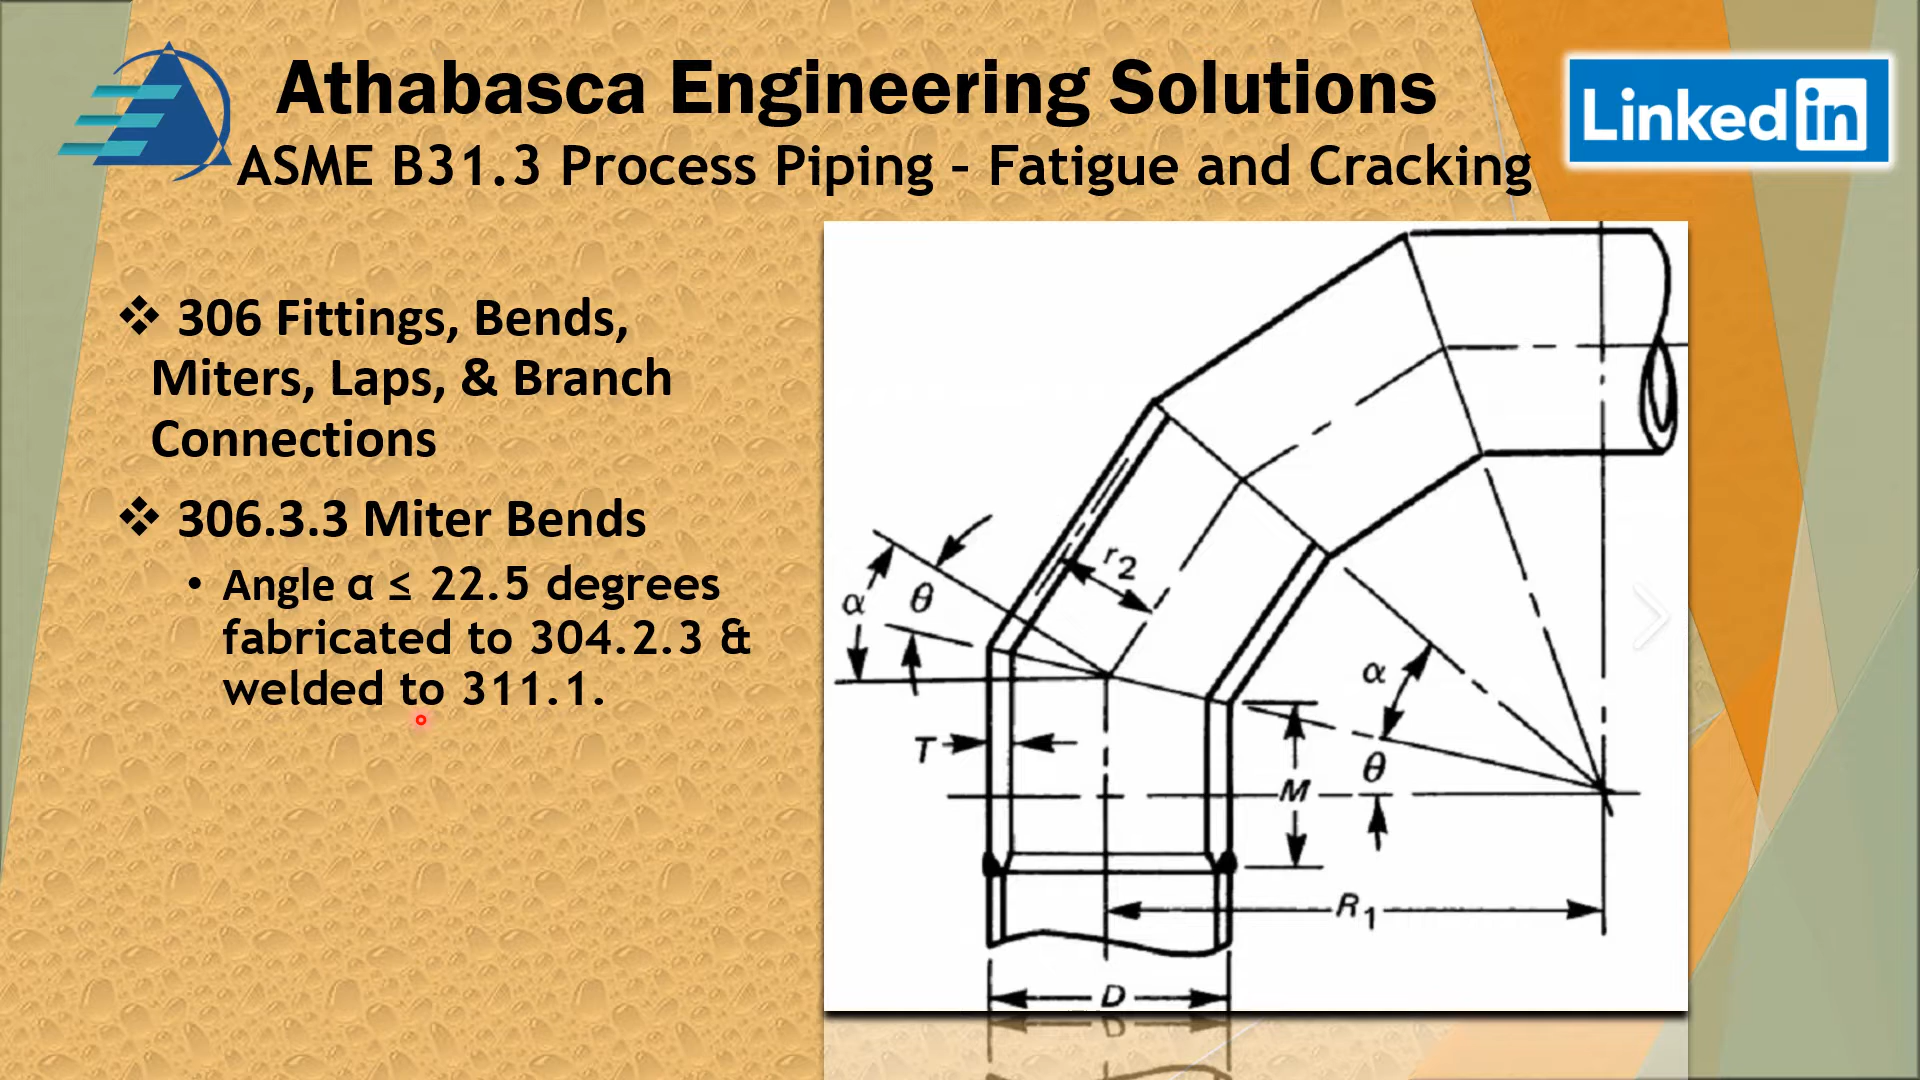 Athabasca Engineering Solutions
ASME B31.3 Process Piping – Fatigue and Cracking
Linked in
❖ 306 Fittings, Bends,
Miters, Laps, & Branch
Connections
❖ 306.3.3 Miter Bends
• Angle α ≤ 22.5 degrees
fabricated to 304.2.3 &
welded to 311.1.
r2
α
θ
α
T
θ
M
R1
D